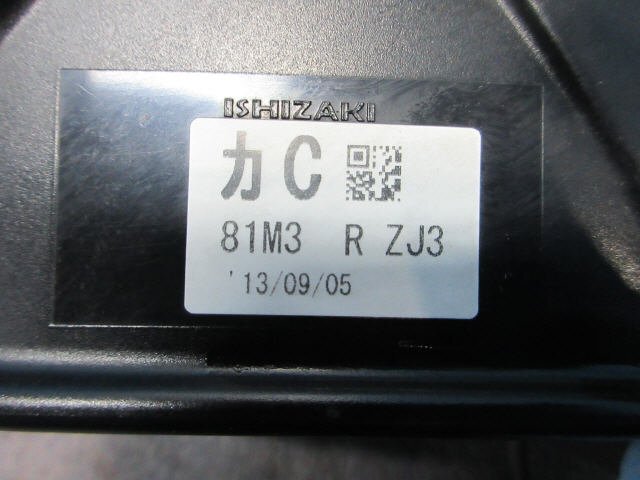 ISHIZAKI
カC
81M3 R ZJ3
'13/09/05